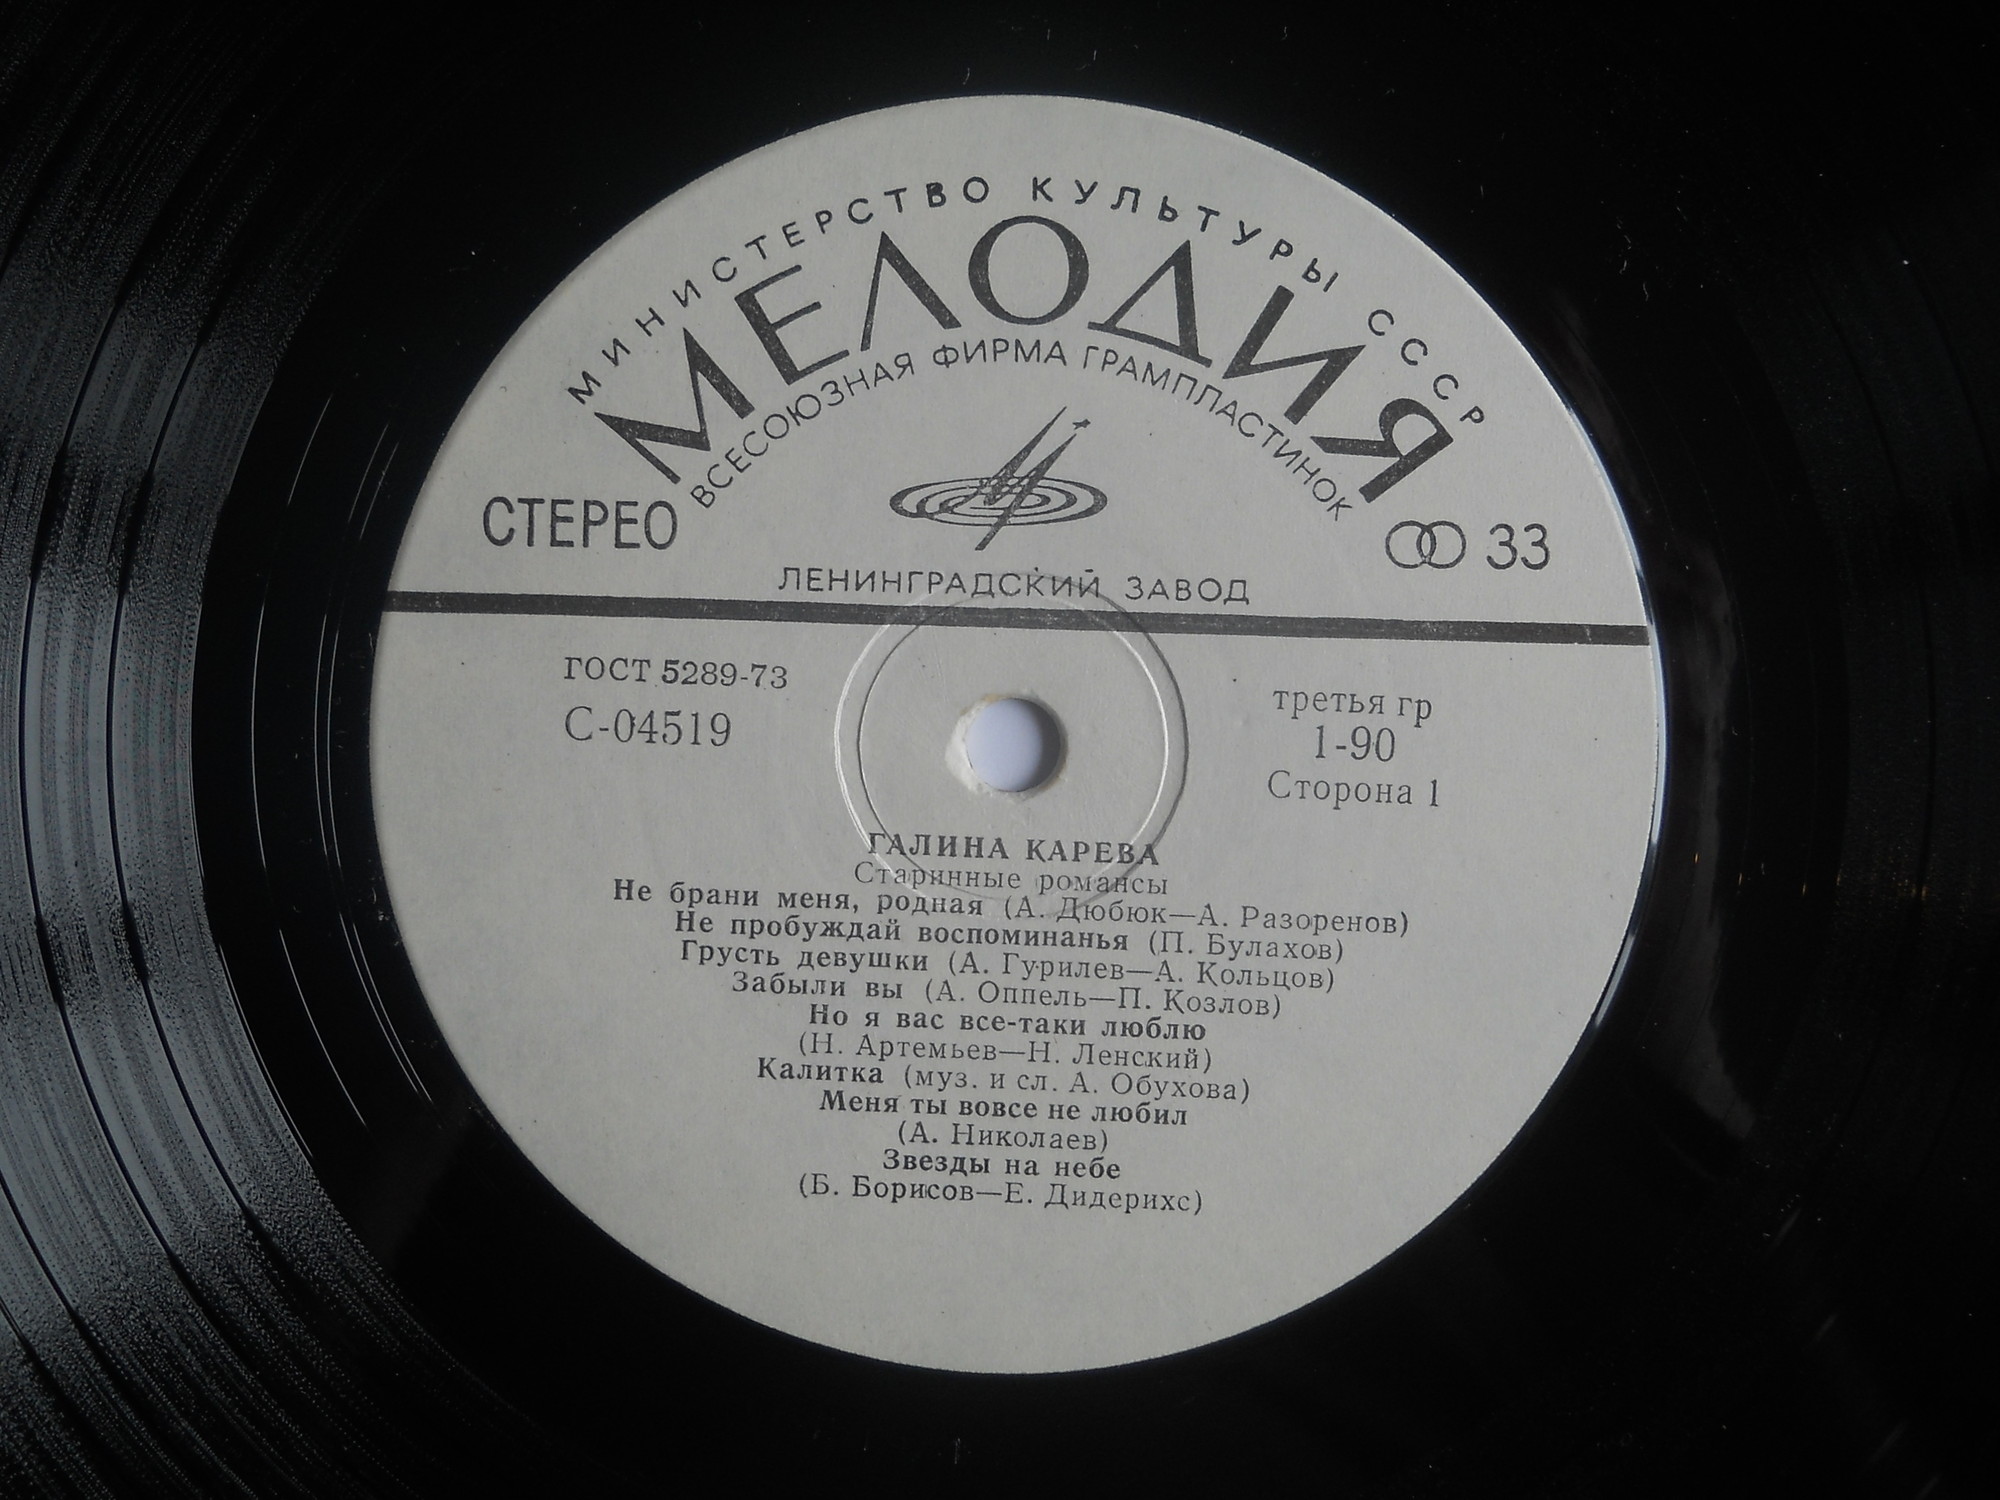 МИНИСТЕРСТВО КУЛЬТУРЫ СССР
МЕЛОДИЯ
ВСЕСОЮЗНАЯ ФИРМА ГРАМПЛАСТИНОК
СТЕРЕО
33
ЛЕНИНГРАДСКИЙ ЗАВОД
ГОСТ 5289-73
С-04519
третья гр
1-90
Сторона 1
ГАЛИНА КАРЕВА
Старинные романсы
Не брани меня, родная (А. Дюбюк—А. Разоренов)
Не пробуждай воспоминанья (П. Булахов)
Грусть девушки (А. Гурилев—А. Кольцов)
Забыли вы (А. Оппель—П. Козлов)
Но я вас все-таки люблю
(Н. Артемьев—Н. Ленский)
Калитка (муз. и сл. А. Обухова)
Меня ты вовсе не любил
(А. Николаев)
Звезды на небе
(Б. Борисов—Е. Дидерихс)